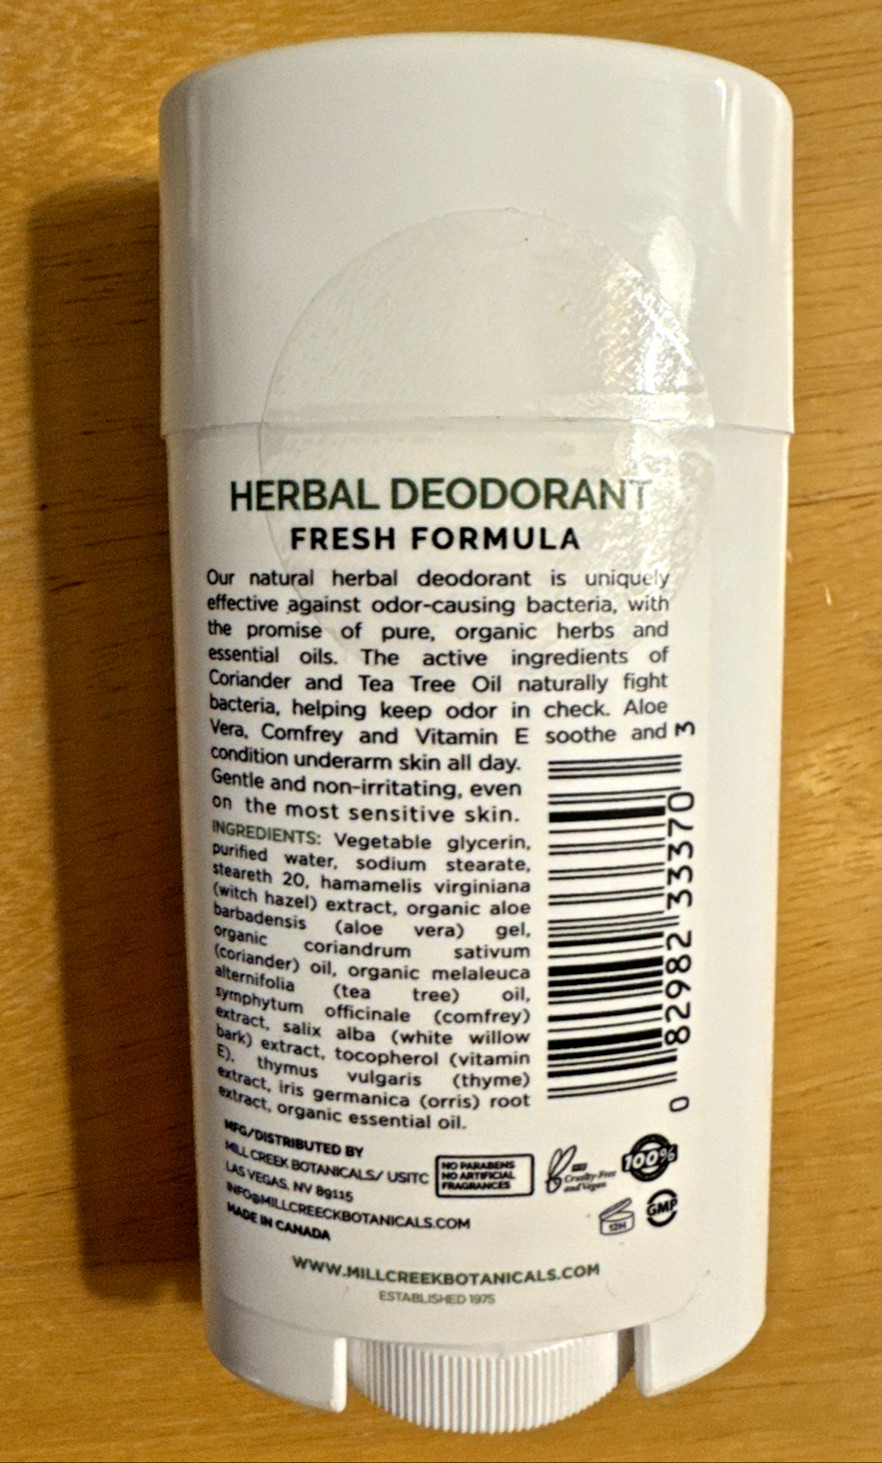 HERBAL DEODORANT
FRESH FORMULA
Our natural herbal deodorant is uniquely
effective against odor-causing bacteria, with
the promise of pure, organic herbs and
essential oils. The active ingredients of
Coriander and Tea Tree Oil naturally fight
bacteria, helping keep odor in check. Aloe
Vera, Comfrey and Vitamin E soothe and
condition underarm skin all day.
Gentle and non-irritating, even
on the most sensitive skin.
INGREDIENTS: Vegetable glycerin,
purified water, sodium stearate,
steareth 20, hamamelis virginiana
(witch hazel) extract, organic aloe
barbadensis (aloe vera) gel,
organic coriandrum sativum
(coriander) oil, organic melaleuca
alternifolia (tea tree) oil,
symphytum officinale (comfrey)
extract, salix alba (white willow
bark) extract, tocopherol (vitamin
E), thymus vulgaris (thyme)
extract, iris germanica (orris) root
extract, organic essential oil.
0 82982 33370 3
MFG/DISTRIBUTED BY
MILL CREEK BOTANICALS/ USITC
LAS VEGAS, NV 89115
INFO@MILLCREECKBOTANICALS.COM
MADE IN CANADA
NO PARABENS
NO ARTIFICIAL
FRAGRANCES
Cruelty-Free
and Vegan
100%
12M
GMP
WWW.MILLCREEKBOTANICALS.COM
ESTABLISHED 1975